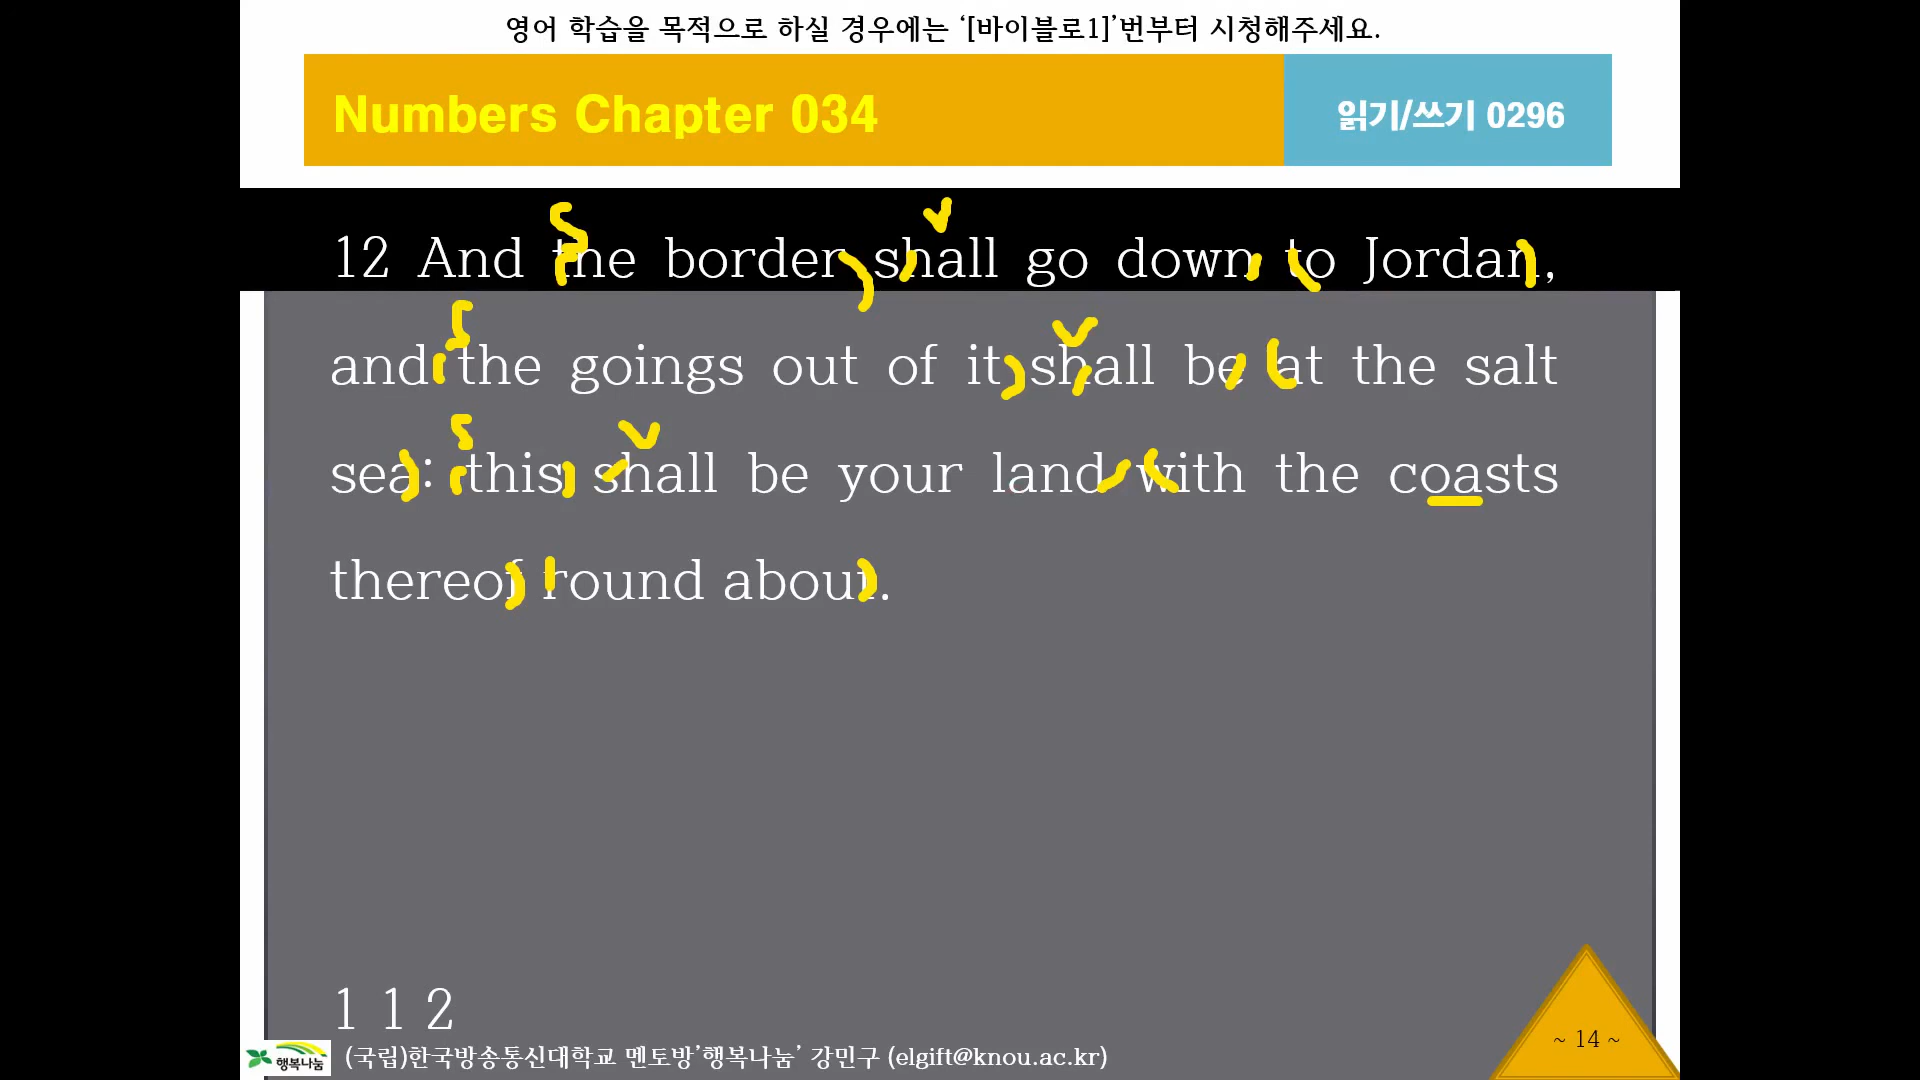 영어 학습을 목적으로 하실 경우에는 ‘[바이블로1]’번부터 시청해주세요.
Numbers Chapter 034
읽기/쓰기 0296
12 And the border shall go down to Jordan,
and the goings out of it shall be at the salt
sea: this shall be your land with the coasts
thereof round about.
1 1 2
행복나눔 (국립)한국방송통신대학교 멘토방’행복나눔’ 강민구 (elgift@knou.ac.kr)
~ 14 ~